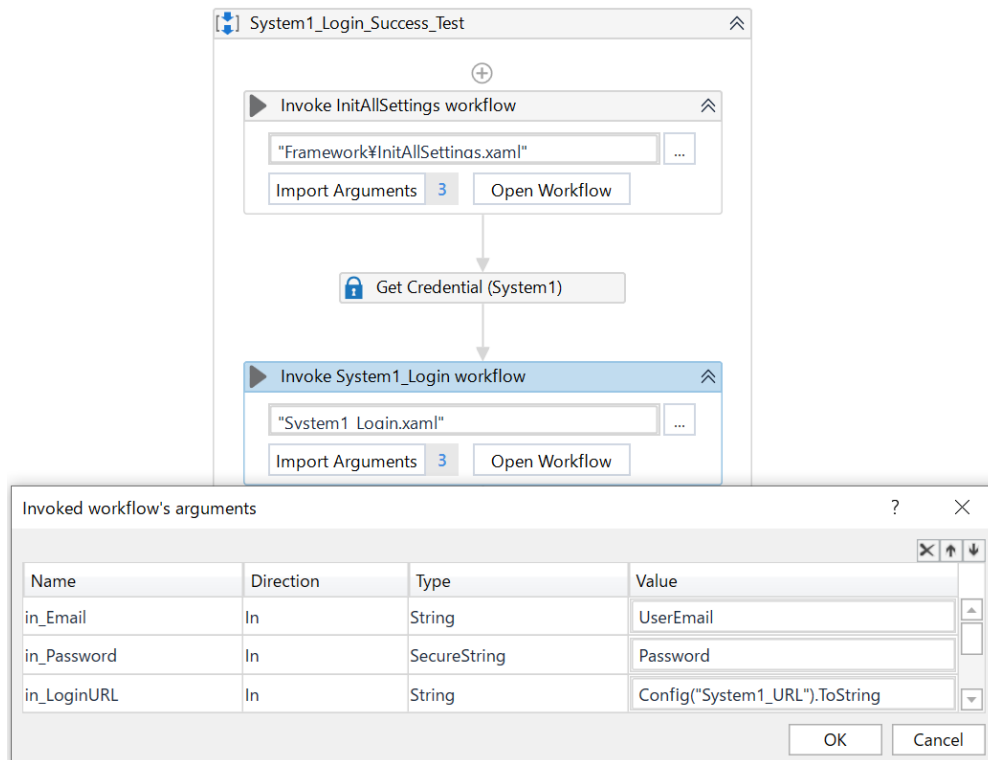 System1_Login_Success_Test
Invoke InitAllSettings workflow
"Framework¥InitAllSettings.xaml"
...
Import Arguments 3 Open Workflow
Get Credential (System1)
Invoke System1_Login workflow
"System1_Login.xaml"
...
Import Arguments 3 Open Workflow
Invoked workflow's arguments
?
Name Direction Type Value
in_Email In String UserEmail
in_Password In SecureString Password
in_LoginURL In String Config("System1_URL").ToString
OK Cancel